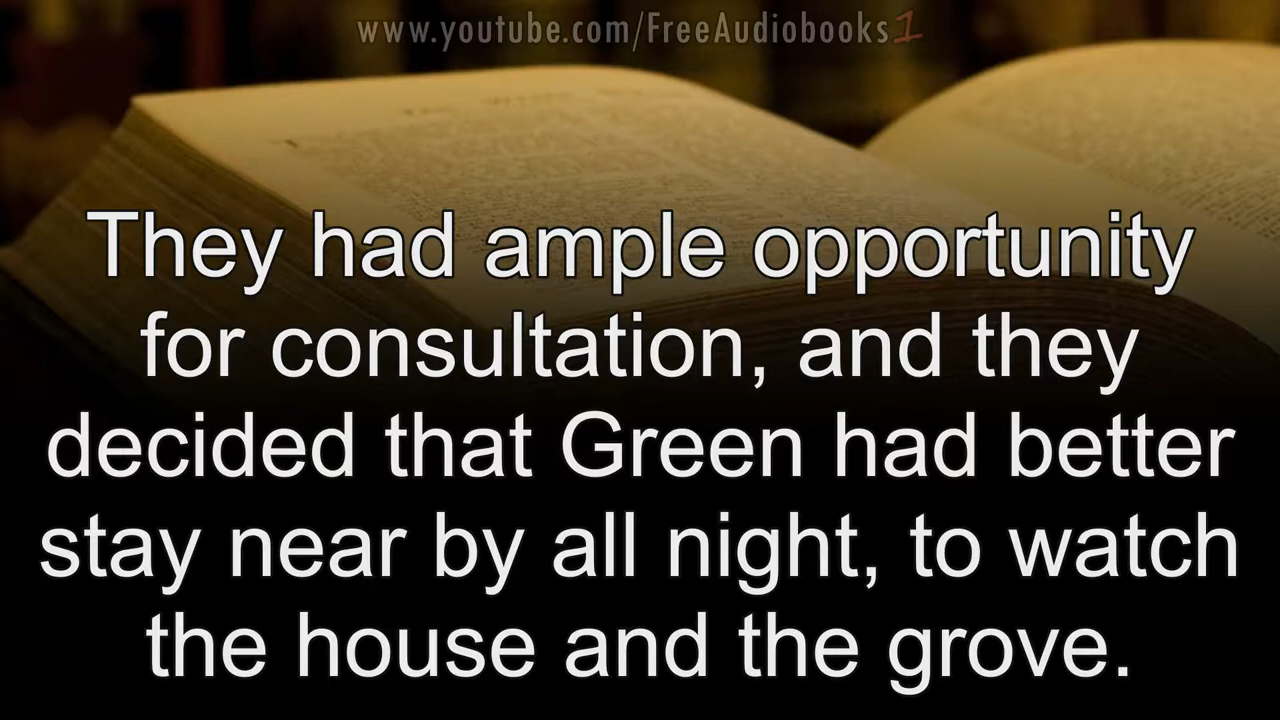 www.youtube.com/FreeAudiobooks1
They had ample opportunity
for consultation, and they
decided that Green had better
stay near by all night, to watch
the house and the grove.